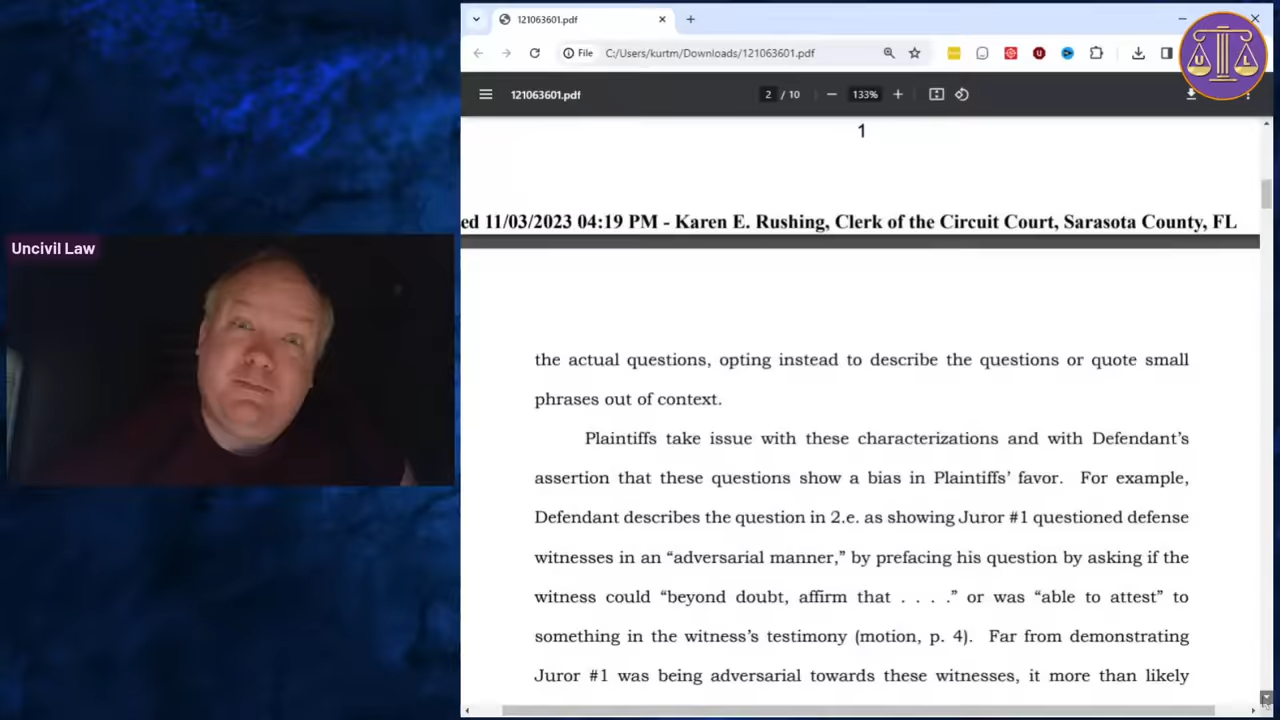 121063601.pdf
File
C:/Users/kurtm/Downloads/121063601.pdf
U L
121063601.pdf
2 / 10
133%
1
ed 11/03/2023 04:19 PM - Karen E. Rushing, Clerk of the Circuit Court, Sarasota County, FL
Uncivil Law
the actual questions, opting instead to describe the questions or quote small
phrases out of context.
Plaintiffs take issue with these characterizations and with Defendant's
assertion that these questions show a bias in Plaintiffs' favor. For example,
Defendant describes the question in 2.e. as showing Juror #1 questioned defense
witnesses in an “adversarial manner,” by prefacing his question by asking if the
witness could “beyond doubt, affirm that . . . .” or was “able to attest” to
something in the witness's testimony (motion, p. 4). Far from demonstrating
Juror #1 was being adversarial towards these witnesses, it more than likely